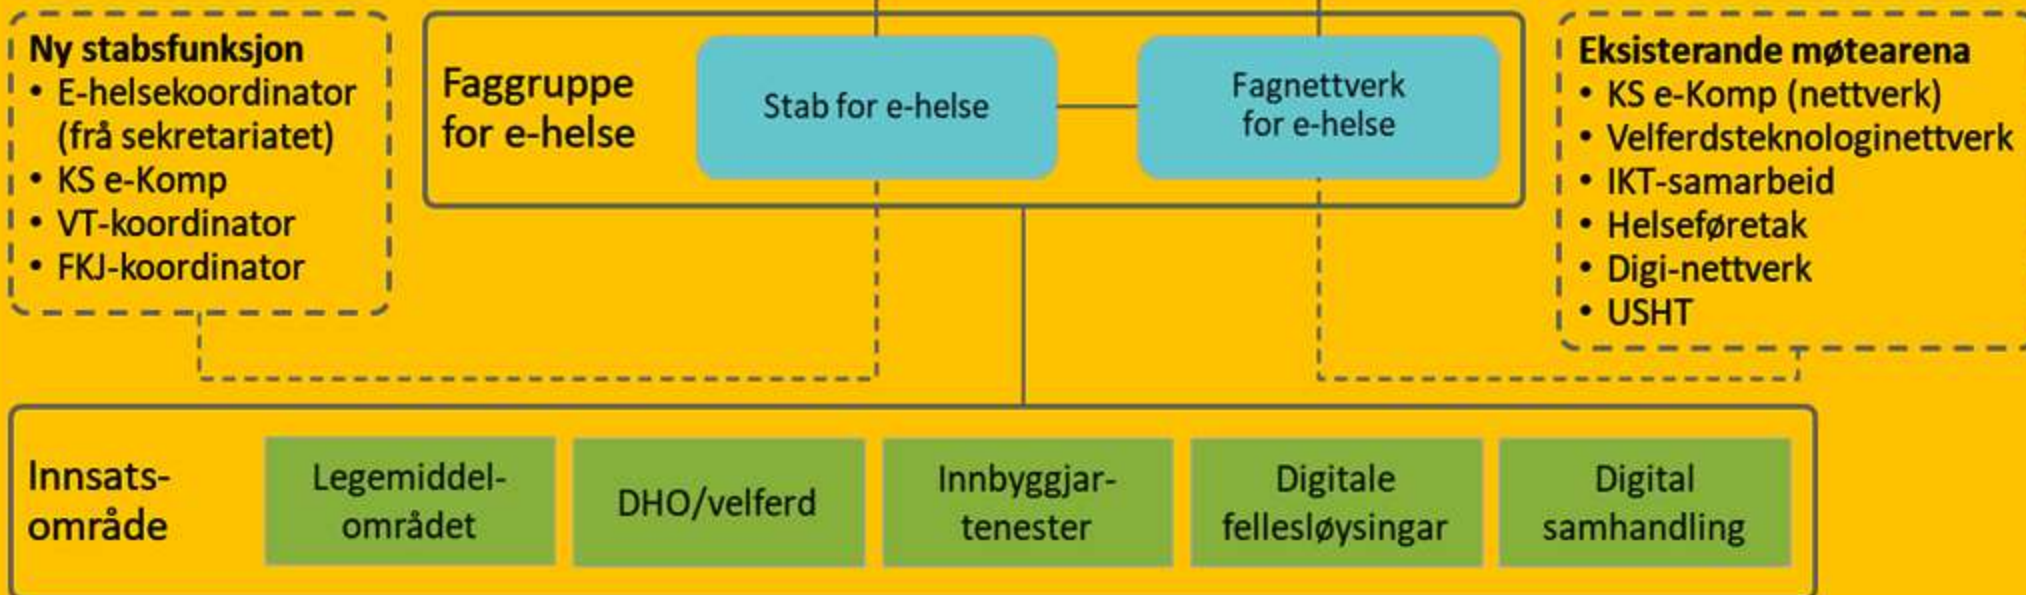 Ny stabsfunksjon
• E-helsekoordinator
(frå sekretariatet)
• KS e-Komp
• VT-koordinator
• FKJ-koordinator
Faggruppe
for e-helse
Stab for e-helse
Fagnettverk
for e-helse
Eksisterande møtearena
• KS e-Komp (nettverk)
• Velferdsteknologinettverk
• IKT-samarbeid
• Helseføretak
• Digi-nettverk
• USHT
Innsats-
område
Legemiddel-
området
DHO/velferd
Innbyggjar-
tenester
Digitale
fellesløysingar
Digital
samhandling